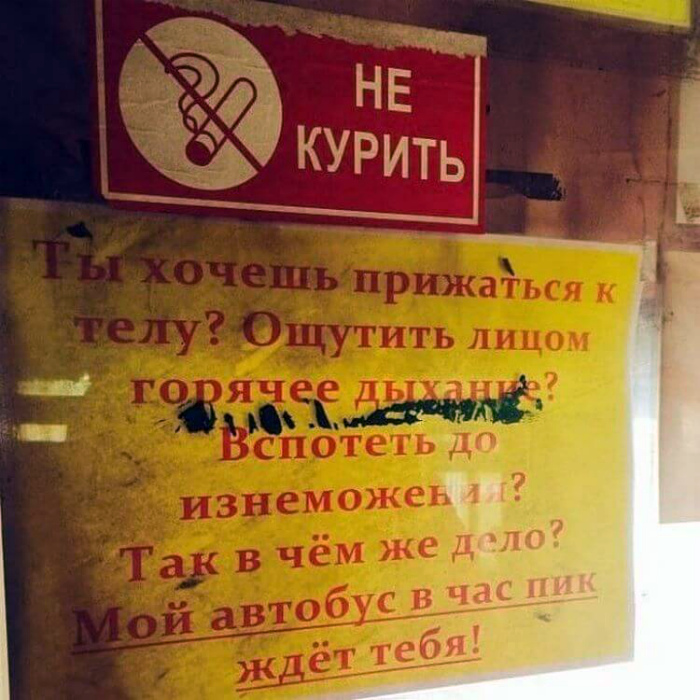 НЕ
КУРИТЬ
Ты хочешь прижаться к
телу? Ощутить лицом
горячее дыхание?
Вспотеть до
изнеможения?
Так в чём же дело?
Мой автобус в час пик
ждёт тебя!